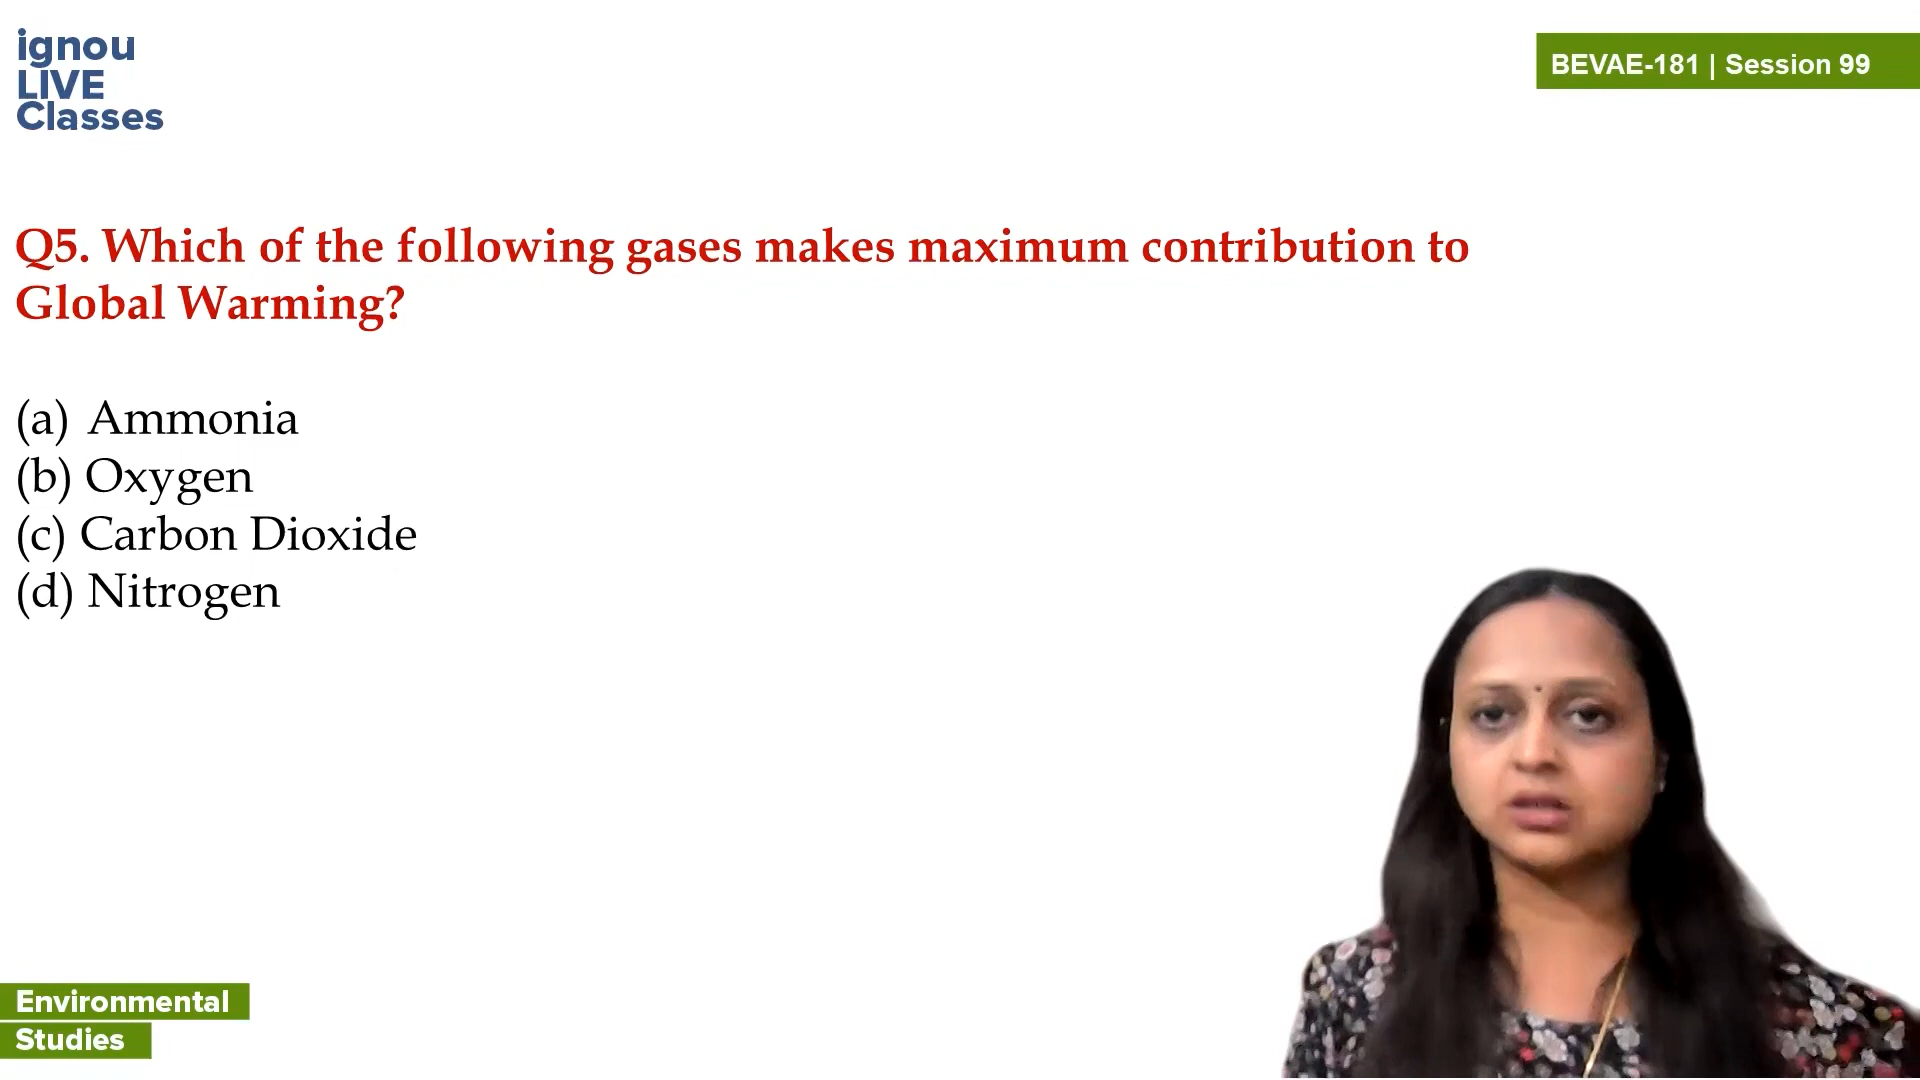 ignou
LIVE
Classes
BEVAE-181 | Session 99
Q5. Which of the following gases makes maximum contribution to
Global Warming?
(a) Ammonia
(b) Oxygen
(c) Carbon Dioxide
(d) Nitrogen
Environmental
Studies